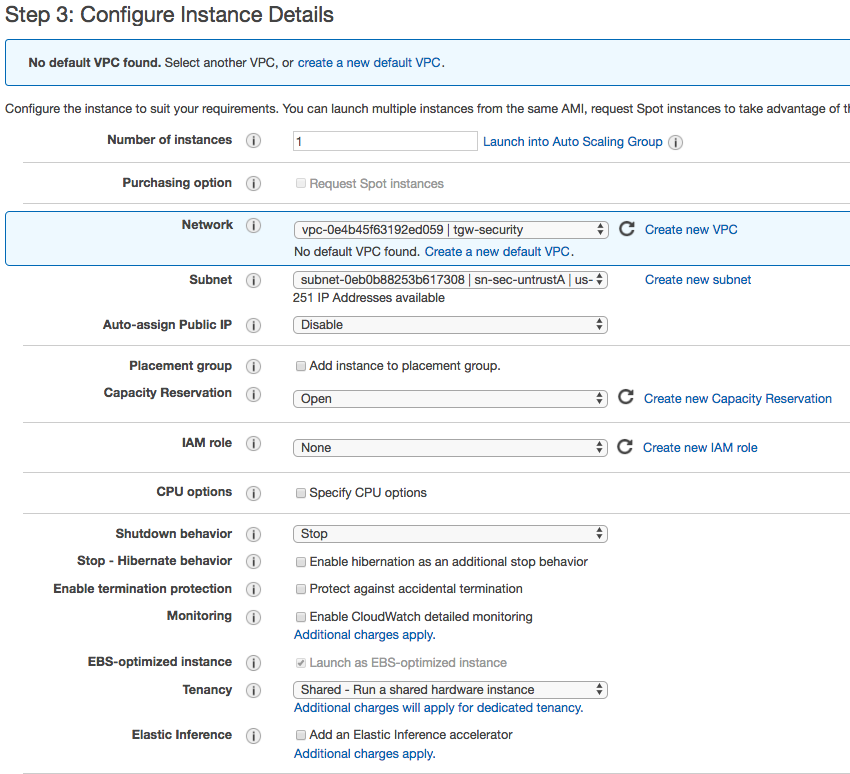 Step 3: Configure Instance Details
No default VPC found. Select another VPC, or create a new default VPC.
Configure the instance to suit your requirements. You can launch multiple instances from the same AMI, request Spot instances to take advantage of
Number of instances 1 Launch into Auto Scaling Group
Purchasing option Request Spot instances
Network vpc-0e4b45f63192ed059 | tgw-security Create new VPC
No default VPC found. Create a new default VPC.
Subnet subnet-0eb0b88253b617308 | sn-sec-untrustA | us- Create new subnet
251 IP Addresses available
Auto-assign Public IP Disable
Placement group Add instance to placement group.
Capacity Reservation Open Create new Capacity Reservation
IAM role None Create new IAM role
CPU options Specify CPU options
Shutdown behavior Stop
Stop - Hibernate behavior Enable hibernation as an additional stop behavior
Enable termination protection Protect against accidental termination
Monitoring Enable CloudWatch detailed monitoring
Additional charges apply.
EBS-optimized instance Launch as EBS-optimized instance
Tenancy Shared - Run a shared hardware instance
Additional charges will apply for dedicated tenancy.
Elastic Inference Add an Elastic Inference accelerator
Additional charges apply.